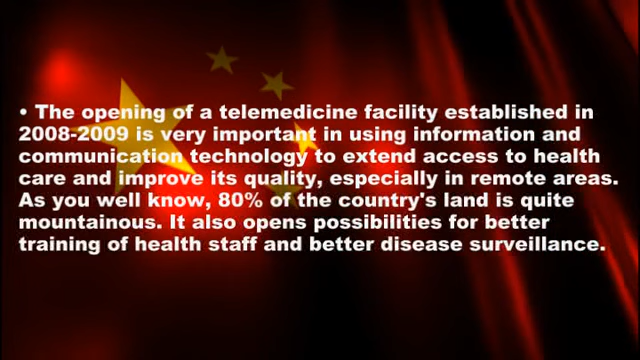 • The opening of a telemedicine facility established in
2008-2009 is very important in using information and
communication technology to extend access to health
care and improve its quality, especially in remote areas.
As you well know, 80% of the country's land is quite
mountainous. It also opens possibilities for better
training of health staff and better disease surveillance.